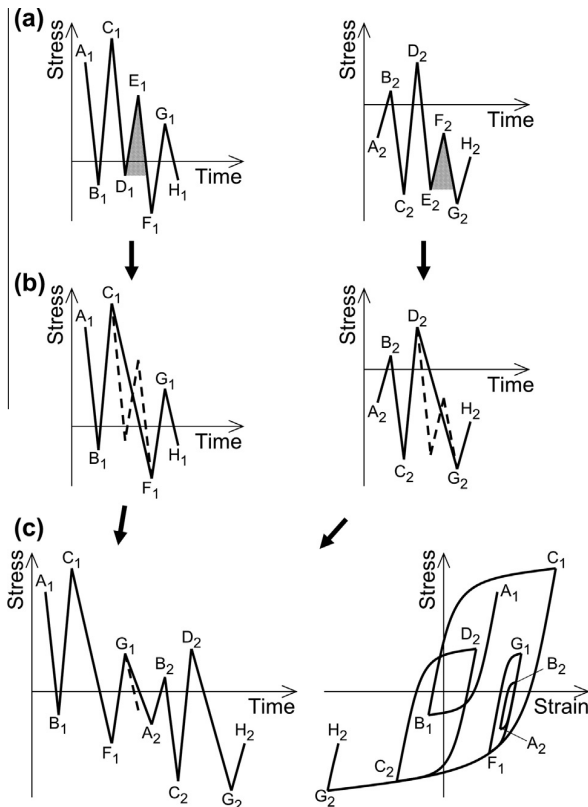 (a)
Stress
A1
C1
E1
G1
B1
D1
F1
H1
Time
Stress
D2
B2
F2
H2
A2
C2
E2
G2
Time
(b)
Stress
C1
A1
G1
B1
F1
H1
Time
Stress
D2
B2
H2
A2
C2
G2
Time
(c)
Stress
C1
A1
G1
D2
B2
B1
F1
A2
H2
C2
G2
Time
Stress
C1
A1
D2
G1
B2
B1
Strain
A2
H2
F1
C2
G2